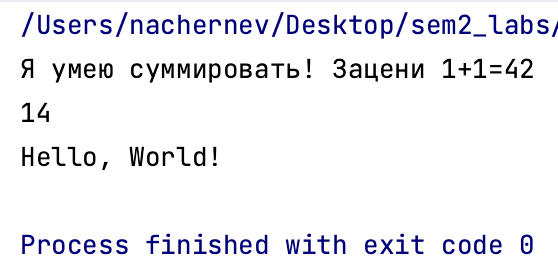 /Users/nachernev/Desktop/sem2_labs/
Я умею суммировать! Зацени 1+1=42
14
Hello, World!
Process finished with exit code 0